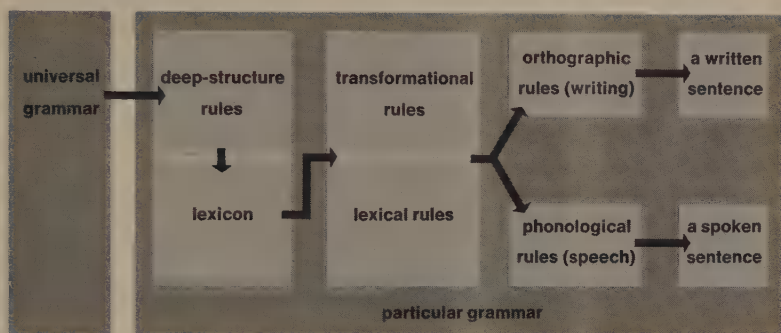 universal
grammar
deep-structure
rules
lexicon
transformational
rules
lexical rules
orthographic
rules (writing)
a written
sentence
phonological
rules (speech)
a spoken
sentence
particular grammar